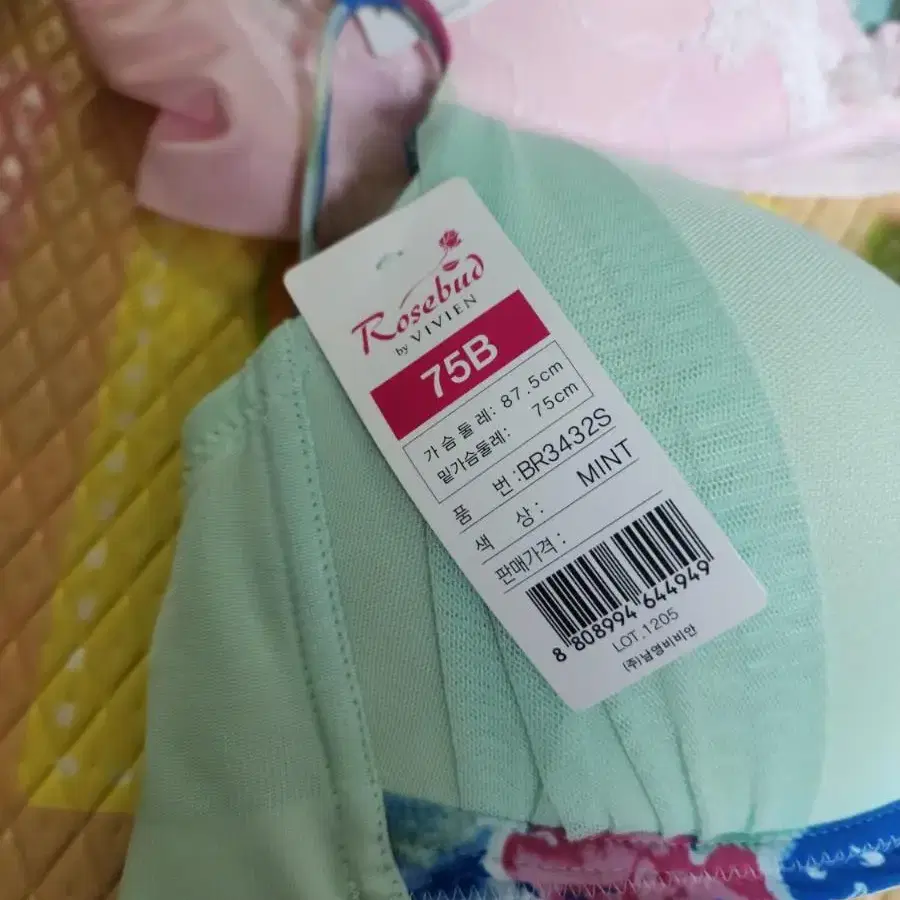 Rosebud
by VIVIEN
75B
가슴둘레: 87.5cm
밑가슴둘레: 75cm
품 번:BR3432S
색 상: MINT
판매가격:
8 808994 644949
LOT.1205
(주)남영비비안